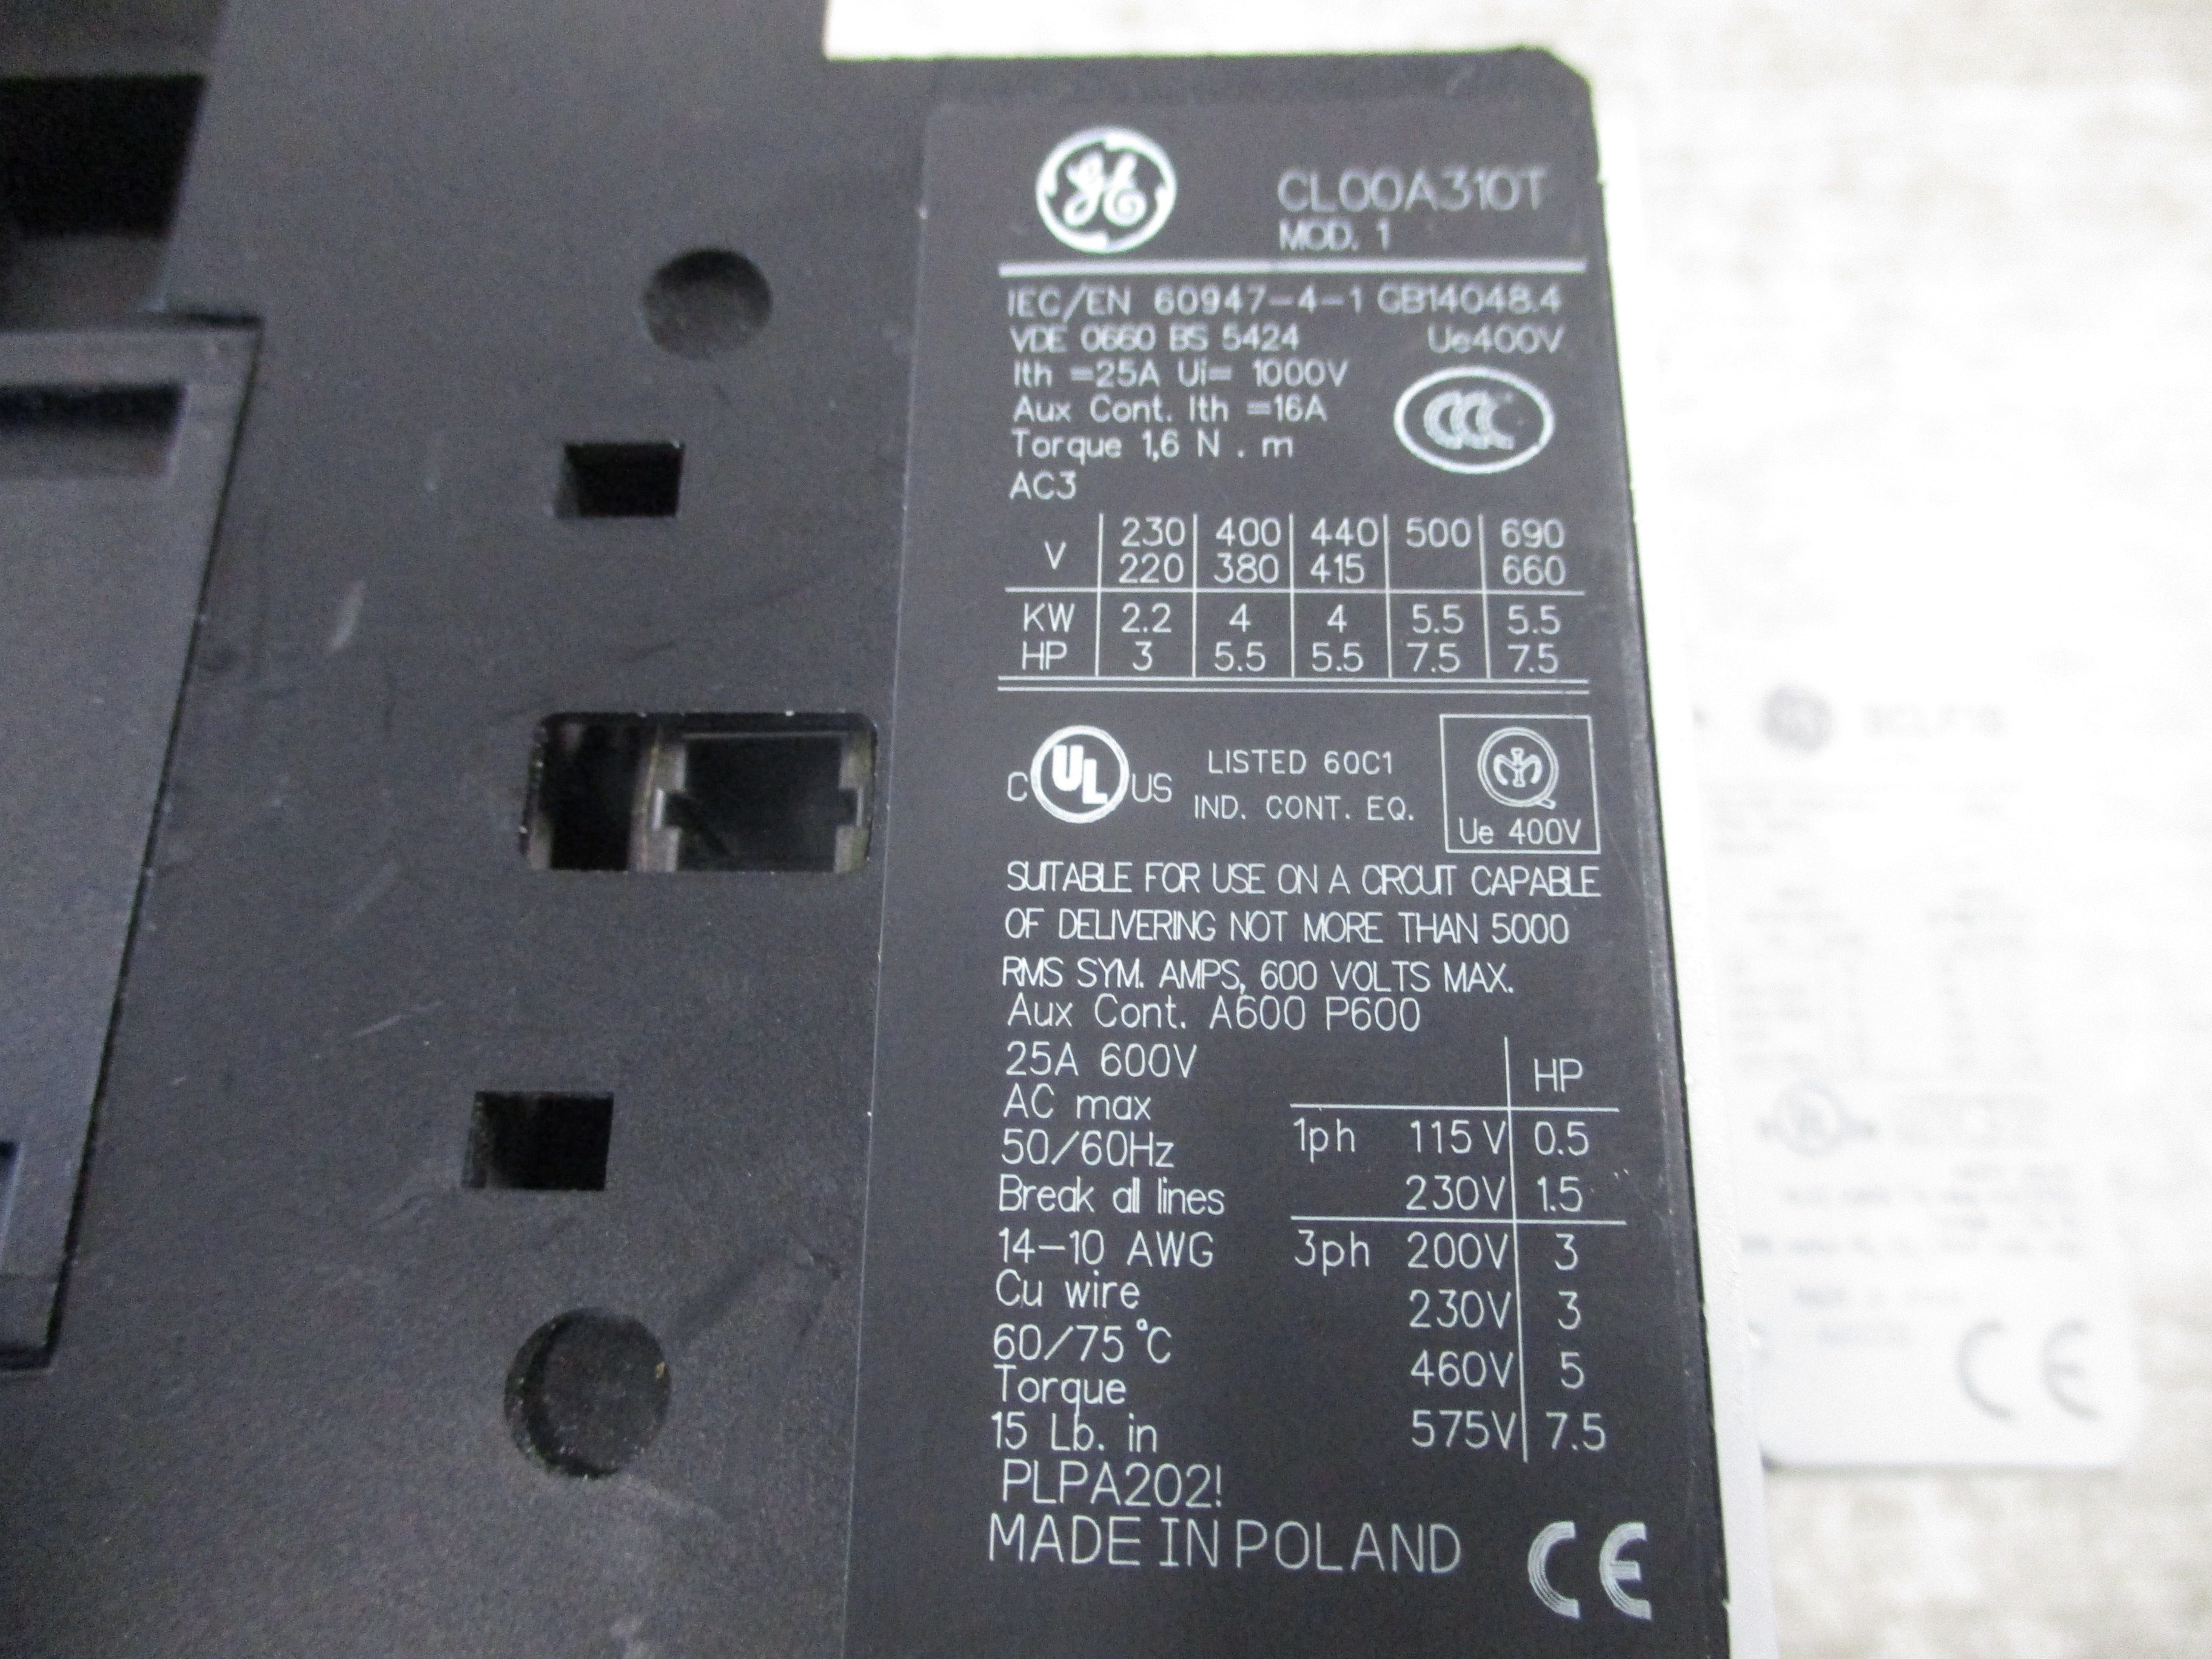 GE CL00A310T
MOD. 1
IEC/EN 60947-4-1 GB14048.4
VDE 0660 BS 5424 Ue400V
Ith =25A Ui= 1000V
Aux Cont. Ith =16A
CCC
Torque 1,6 N . m
AC3
V 230 400 440 500 690
220 380 415 660
KW 2.2 4 4 5.5 5.5
HP 3 5.5 5.5 7.5 7.5
C UL US LISTED 60C1
IND. CONT. EQ.
Ue 400V
SUITABLE FOR USE ON A CIRCUIT CAPABLE
OF DELIVERING NOT MORE THAN 5000
RMS SYM. AMPS, 600 VOLTS MAX.
Aux Cont. A600 P600
25A 600V
AC max
50/60Hz
Break all lines
14-10 AWG
Cu wire
60/75°C
Torque
15 Lb. in
HP
1ph 115V 0.5
230V 1.5
3ph 200V 3
230V 3
460V 5
575V 7.5
PLPA202!
MADE IN POLAND CE
CE